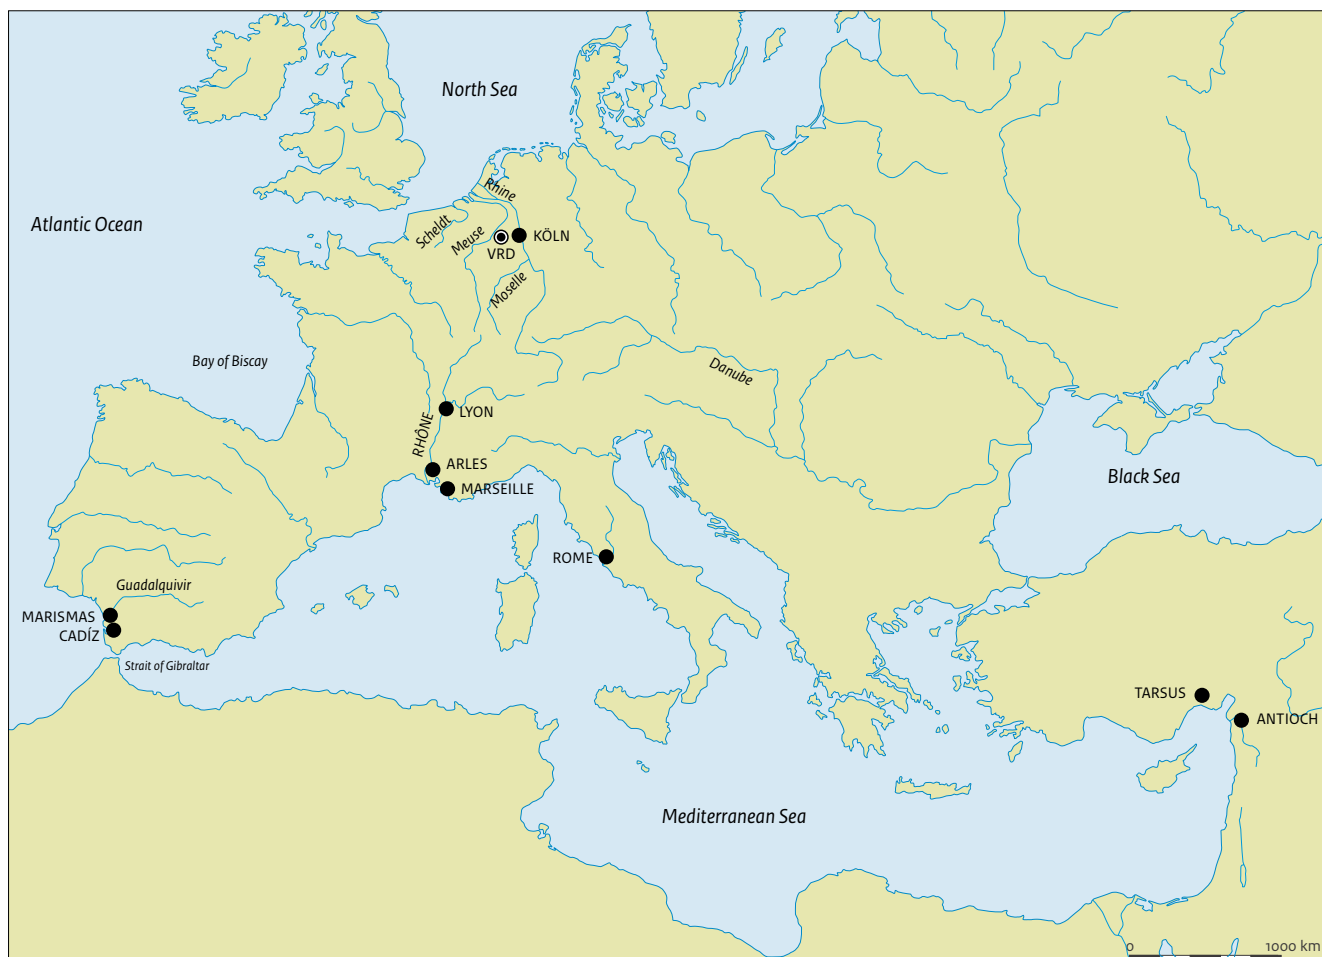 North Sea
Rhine
Atlantic Ocean
Scheldt
Meuse
KÖLN
VRD
Moselle
Bay of Biscay
Danube
RHÔNE
LYON
ARLES
MARSEILLE
Black Sea
ROME
Guadalquivir
MARISMAS
CADÍZ
Strait of Gibraltar
TARSUS
ANTIOCH
Mediterranean Sea
0 1000 km